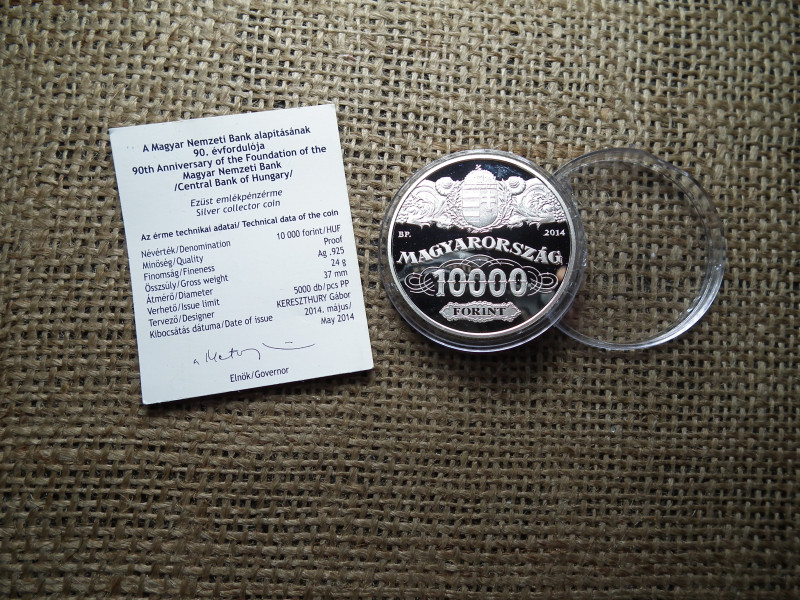 A Magyar Nemzeti Bank alapításának
90. évfordulója
90th Anniversary of the Foundation of the
Magyar Nemzeti Bank
/Central Bank of Hungary/
Ezüst emlékpénzérme
Silver collector coin
Az érme technikai adatai/ Technical data of the coin
Névérték/Denomination 10 000 forint/HUF
Minőség/Quality Proof
Finomság/Fineness Ag .925
Összsúly/Gross weight 24 g
Átmérő/Diameter 37 mm
Verhető/Issue limit 5000 db/pcs PP
Tervező/Designer KERESZTHURY Gábor
Kibocsátás dátuma/Date of issue 2014. május/
May 2014
Elnök/Governor
BP. 2014
MAGYARORSZÁG
10000
FORINT